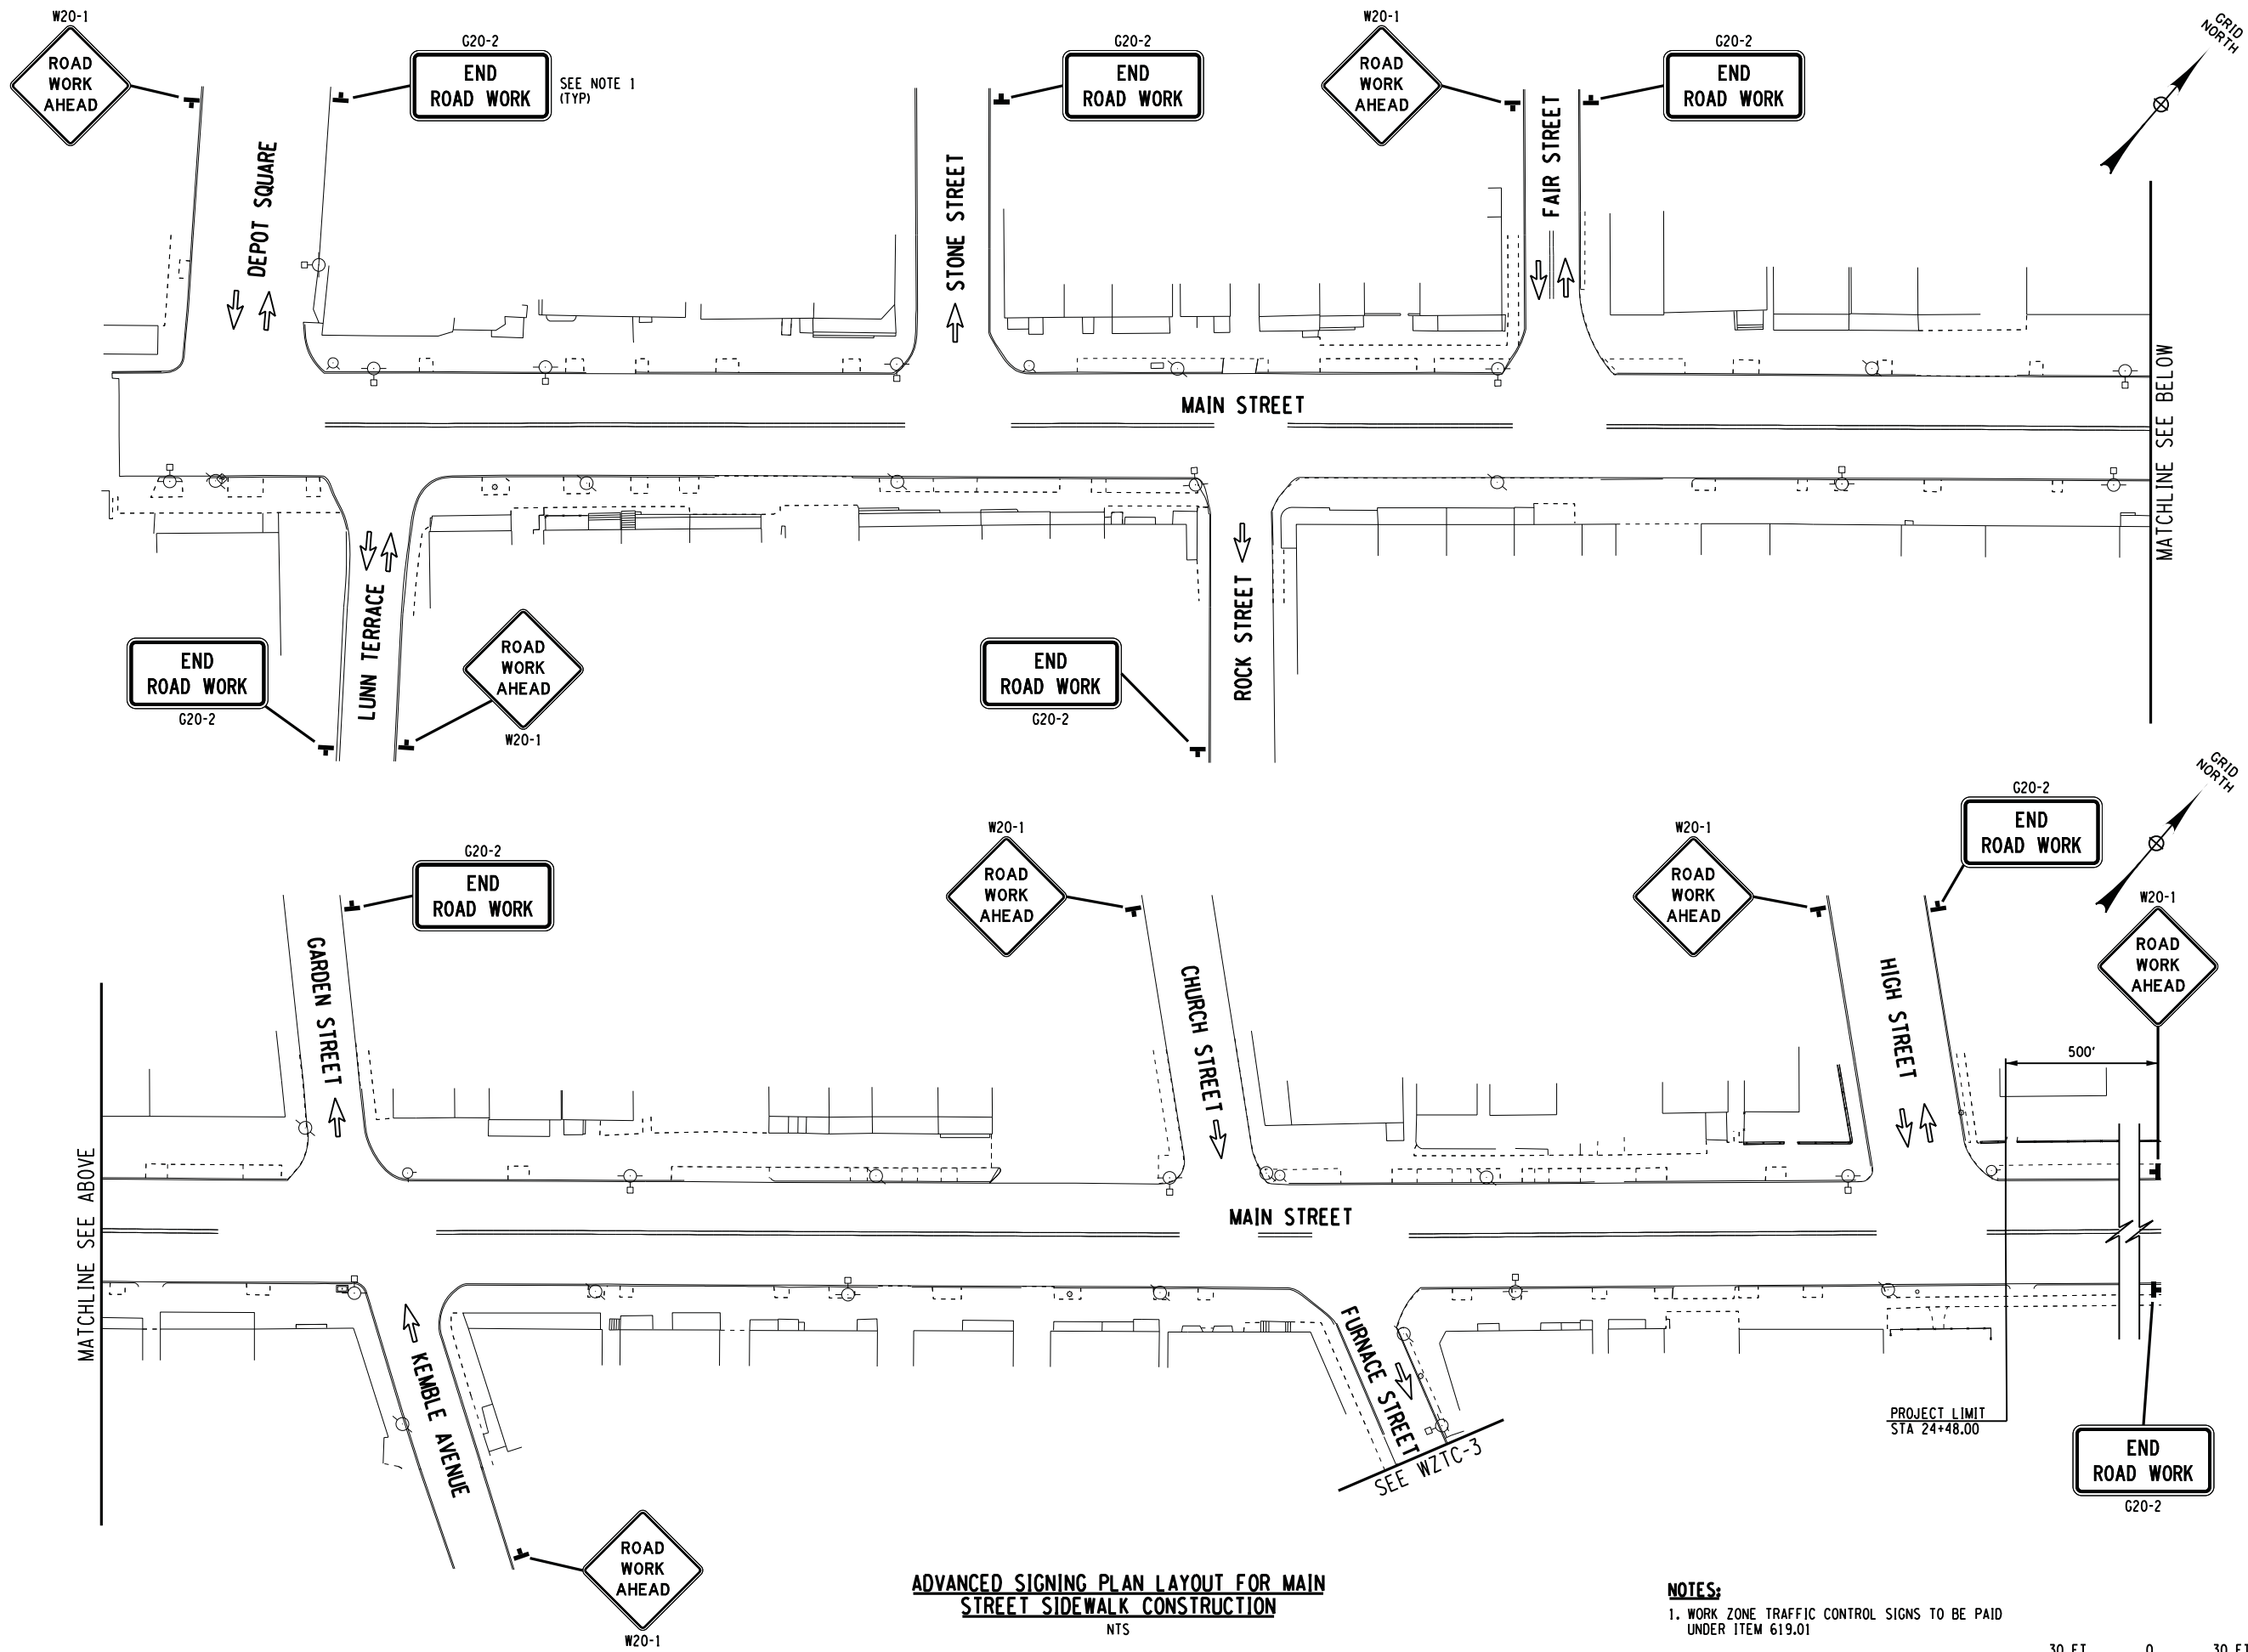 W20-1
ROAD
WORK
AHEAD
G20-2
END
ROAD WORK
SEE NOTE 1
(TYP)
G20-2
END
ROAD WORK
W20-1
ROAD
WORK
AHEAD
G20-2
END
ROAD WORK
GRID
NORTH
DEPOT SQUARE
STONE STREET
FAIR STREET
MAIN STREET
MATCHLINE SEE BELOW
LUNN TERRACE
ROCK STREET
END
ROAD WORK
G20-2
ROAD
WORK
AHEAD
W20-1
END
ROAD WORK
G20-2
GRID
NORTH
G20-2
END
ROAD WORK
W20-1
ROAD
WORK
AHEAD
W20-1
ROAD
WORK
AHEAD
G20-2
END
ROAD WORK
W20-1
ROAD
WORK
AHEAD
GARDEN STREET
CHURCH STREET
HIGH STREET
500'
MATCHLINE SEE ABOVE
MAIN STREET
KEMBLE AVENUE
FURNACE STREET
SEE WZTC-3
PROJECT LIMIT
STA 24+48.00
END
ROAD WORK
G20-2
ROAD
WORK
AHEAD
W20-1
ADVANCED SIGNING PLAN LAYOUT FOR MAIN
STREET SIDEWALK CONSTRUCTION
NTS
NOTES:
1. WORK ZONE TRAFFIC CONTROL SIGNS TO BE PAID
UNDER ITEM 619.01
30 FT 0 30 FT